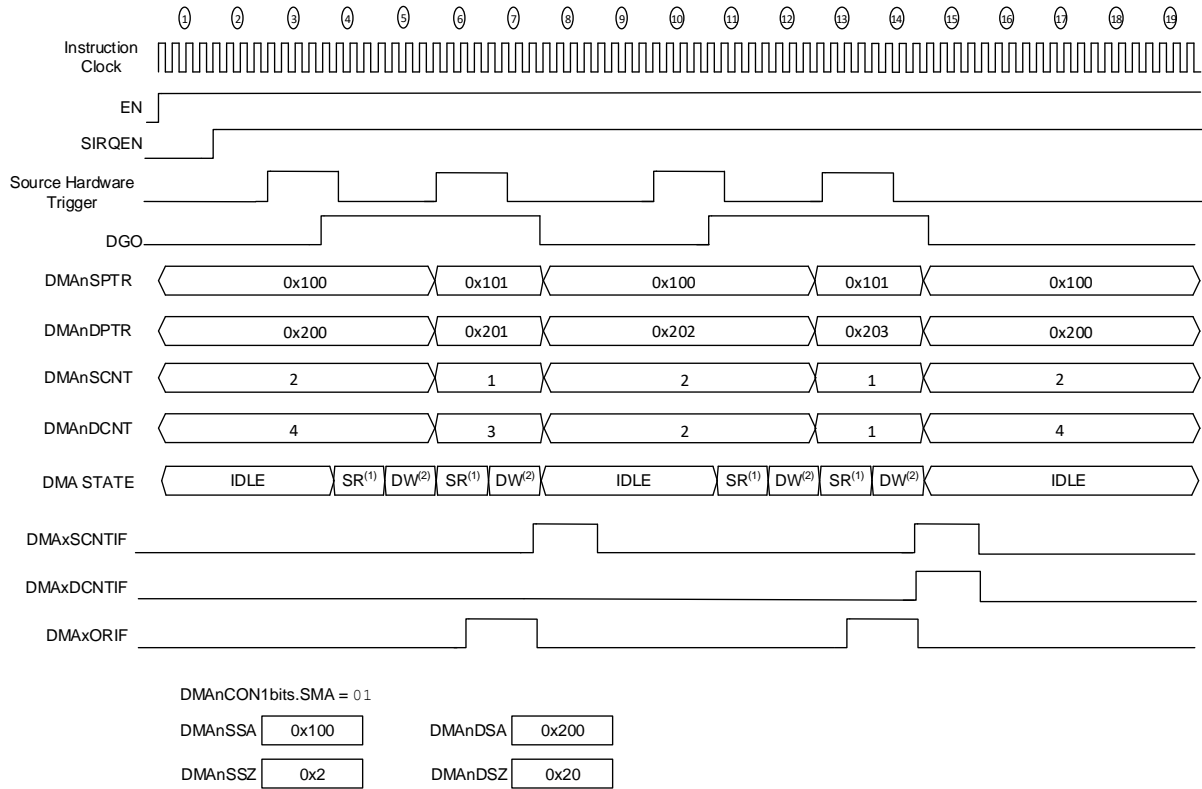 1 2 3 4 5 6 7 8 9 10 11 12 13 14 15 16 17 18 19
Instruction
Clock
EN
SIRQEN
Source Hardware
Trigger
DGO
DMAnSPTR 0x100 0x101 0x100 0x101 0x100
DMAnDPTR 0x200 0x201 0x202 0x203 0x200
DMAnSCNT 2 1 2 1 2
DMAnDCNT 4 3 2 1 4
DMA STATE IDLE SR(1) DW(2) SR(1) DW(2) IDLE SR(1) DW(2) SR(1) DW(2) IDLE
DMAxSCNTIF
DMAxDCNTIF
DMAxORIF
DMAnCON1bits.SMA = 01
DMAnSSA 0x100 DMAnDSA 0x200
DMAnSSZ 0x2 DMAnDSZ 0x20